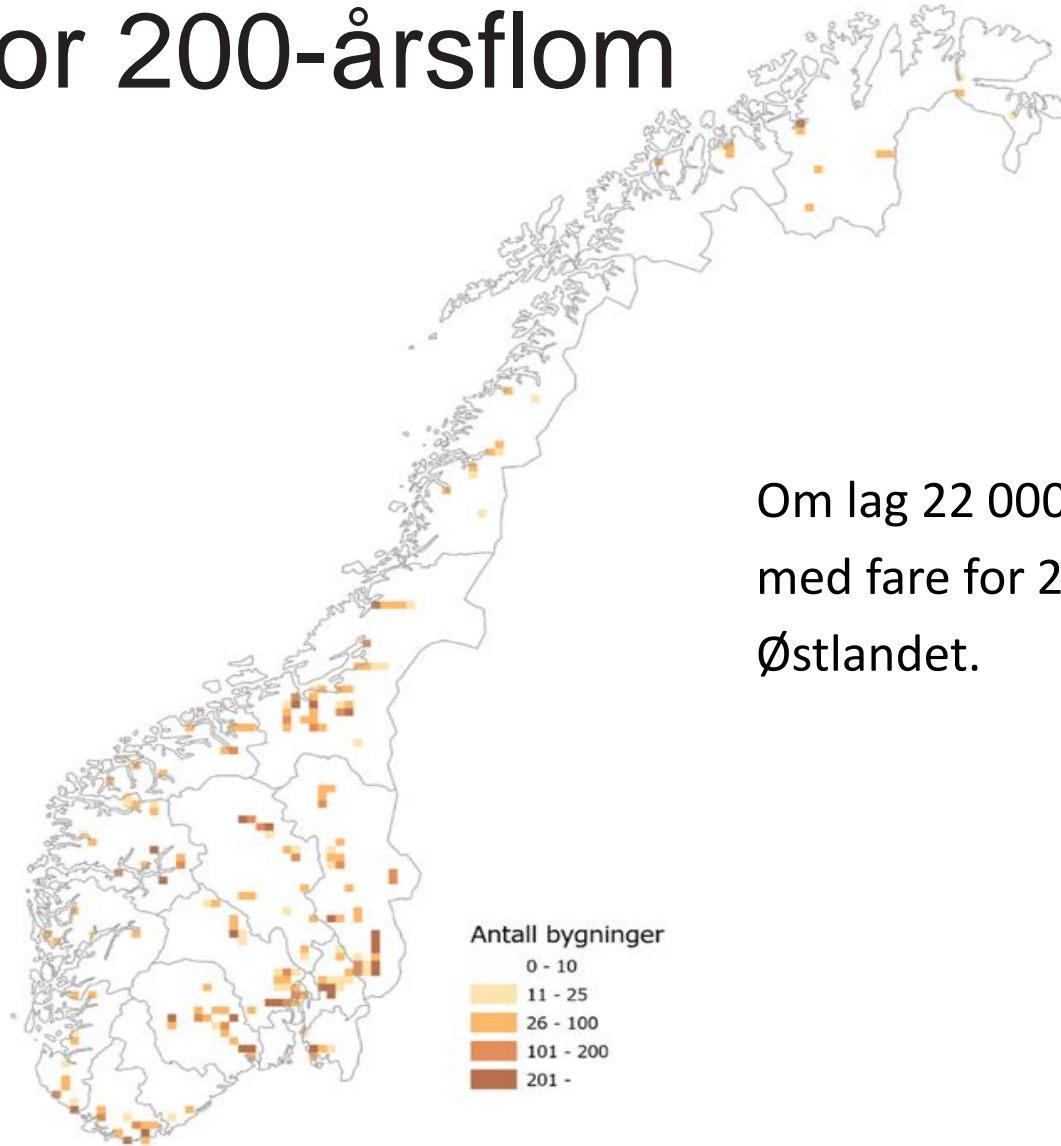 or 200-årsflom
Om lag 22 000
med fare for 2
Østlandet.
Antall bygninger
0 - 10
11 - 25
26 - 100
101 - 200
201 -